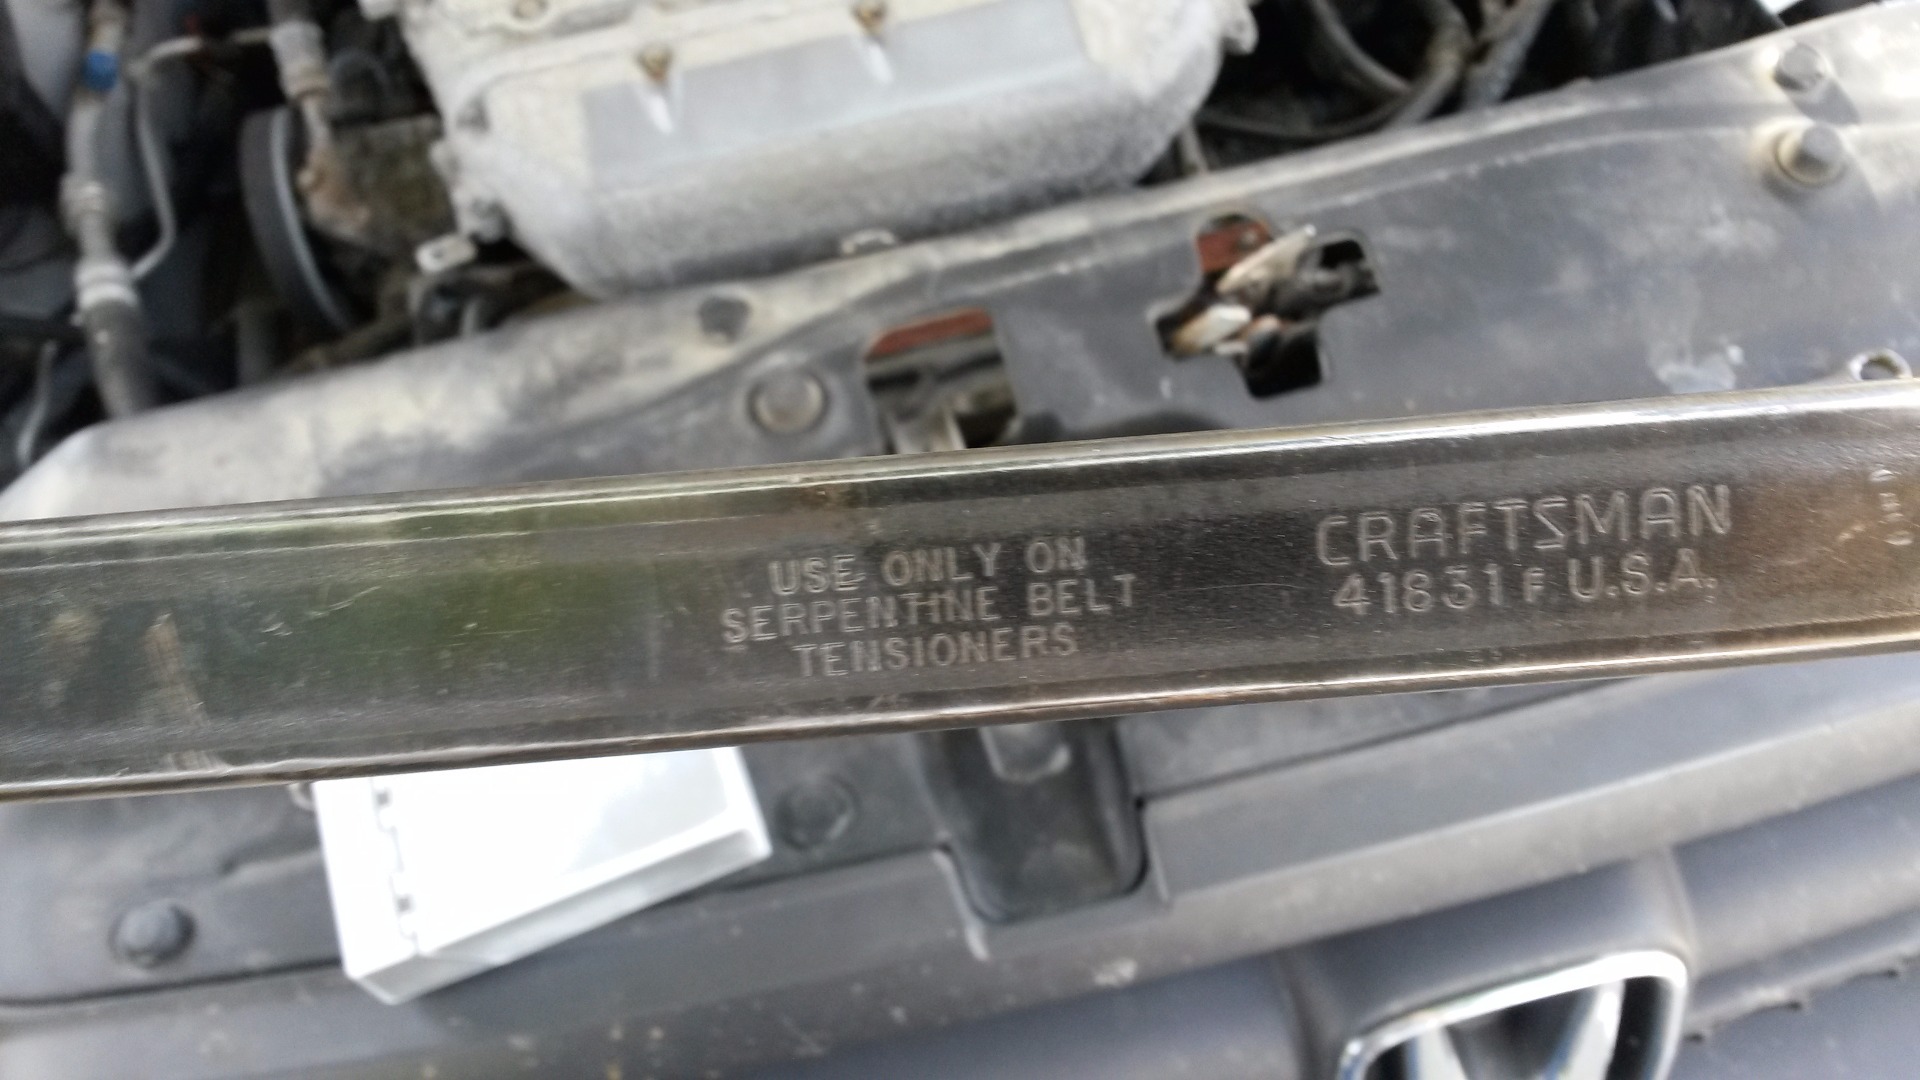 USE ONLY ON
SERPENTINE BELT
TENSIONERS
CRAFTSMAN
41831 F U.S.A.